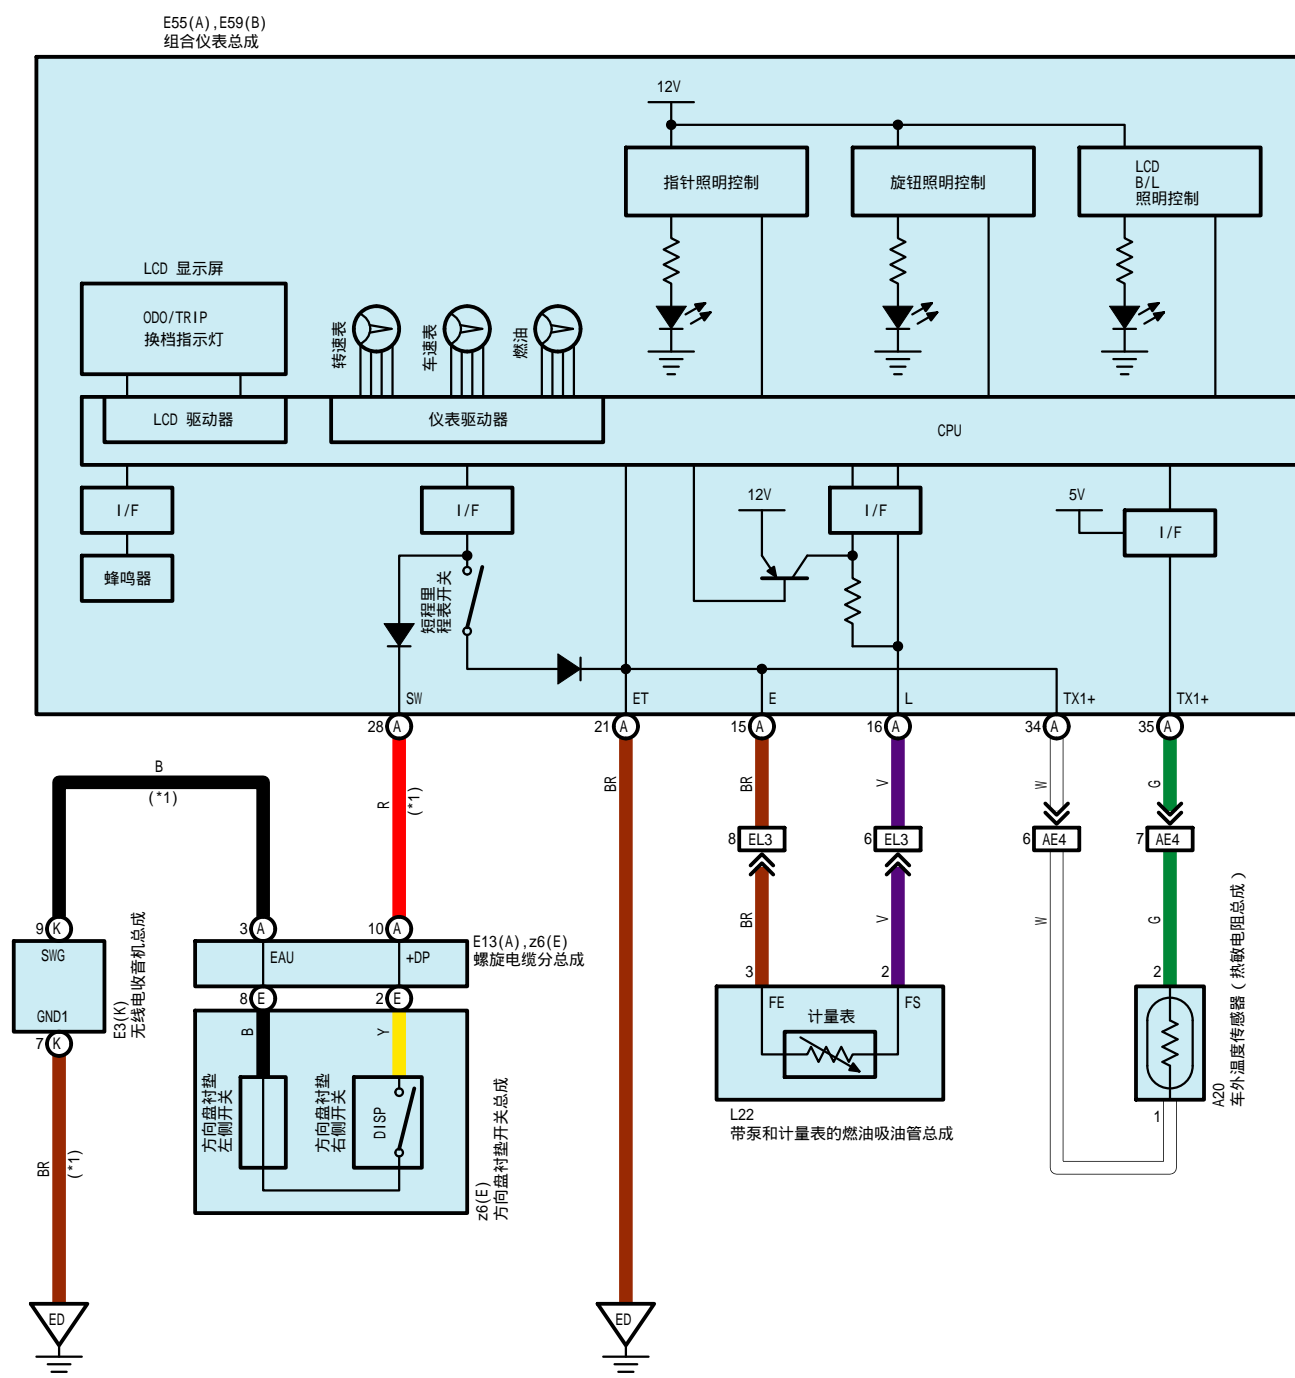 E55(A),E59(B)
组合仪表总成
12V
指针照明控制
旋钮照明控制
LCD
B/L
照明控制
LCD 显示屏
ODO/TRIP
换档指示灯
转速表
车速表
燃油
LCD 驱动器
仪表驱动器
CPU
I/F
I/F
12V
I/F
5V
I/F
蜂鸣器
短程里
程表开关
SW
ET
E
L
TX1+
TX1+
28 A
21 A
15 A
16 A
34 A
35 A
B
(*1)
R
(*1)
BR
BR
V
W
G
8 EL3
6 EL3
6 AE4
7 AE4
BR
V
W
G
9 K
3 A
10 A
SWG
GND1
E3(K)
无线电收音机总成
EAU
+DP
E13(A),z6(E)
螺旋电缆分总成
7 K
8 E
2 E
B
Y
方向盘衬垫
左侧开关
方向盘衬垫
右侧开关
DISP
z6(E)
方向盘衬垫开关总成
3
2
FE
FS
计量表
L22
带泵和计量表的燃油吸油管总成
2
1
A20
车外温度传感器（热敏电阻总成）
BR
(*1)
ED
ED